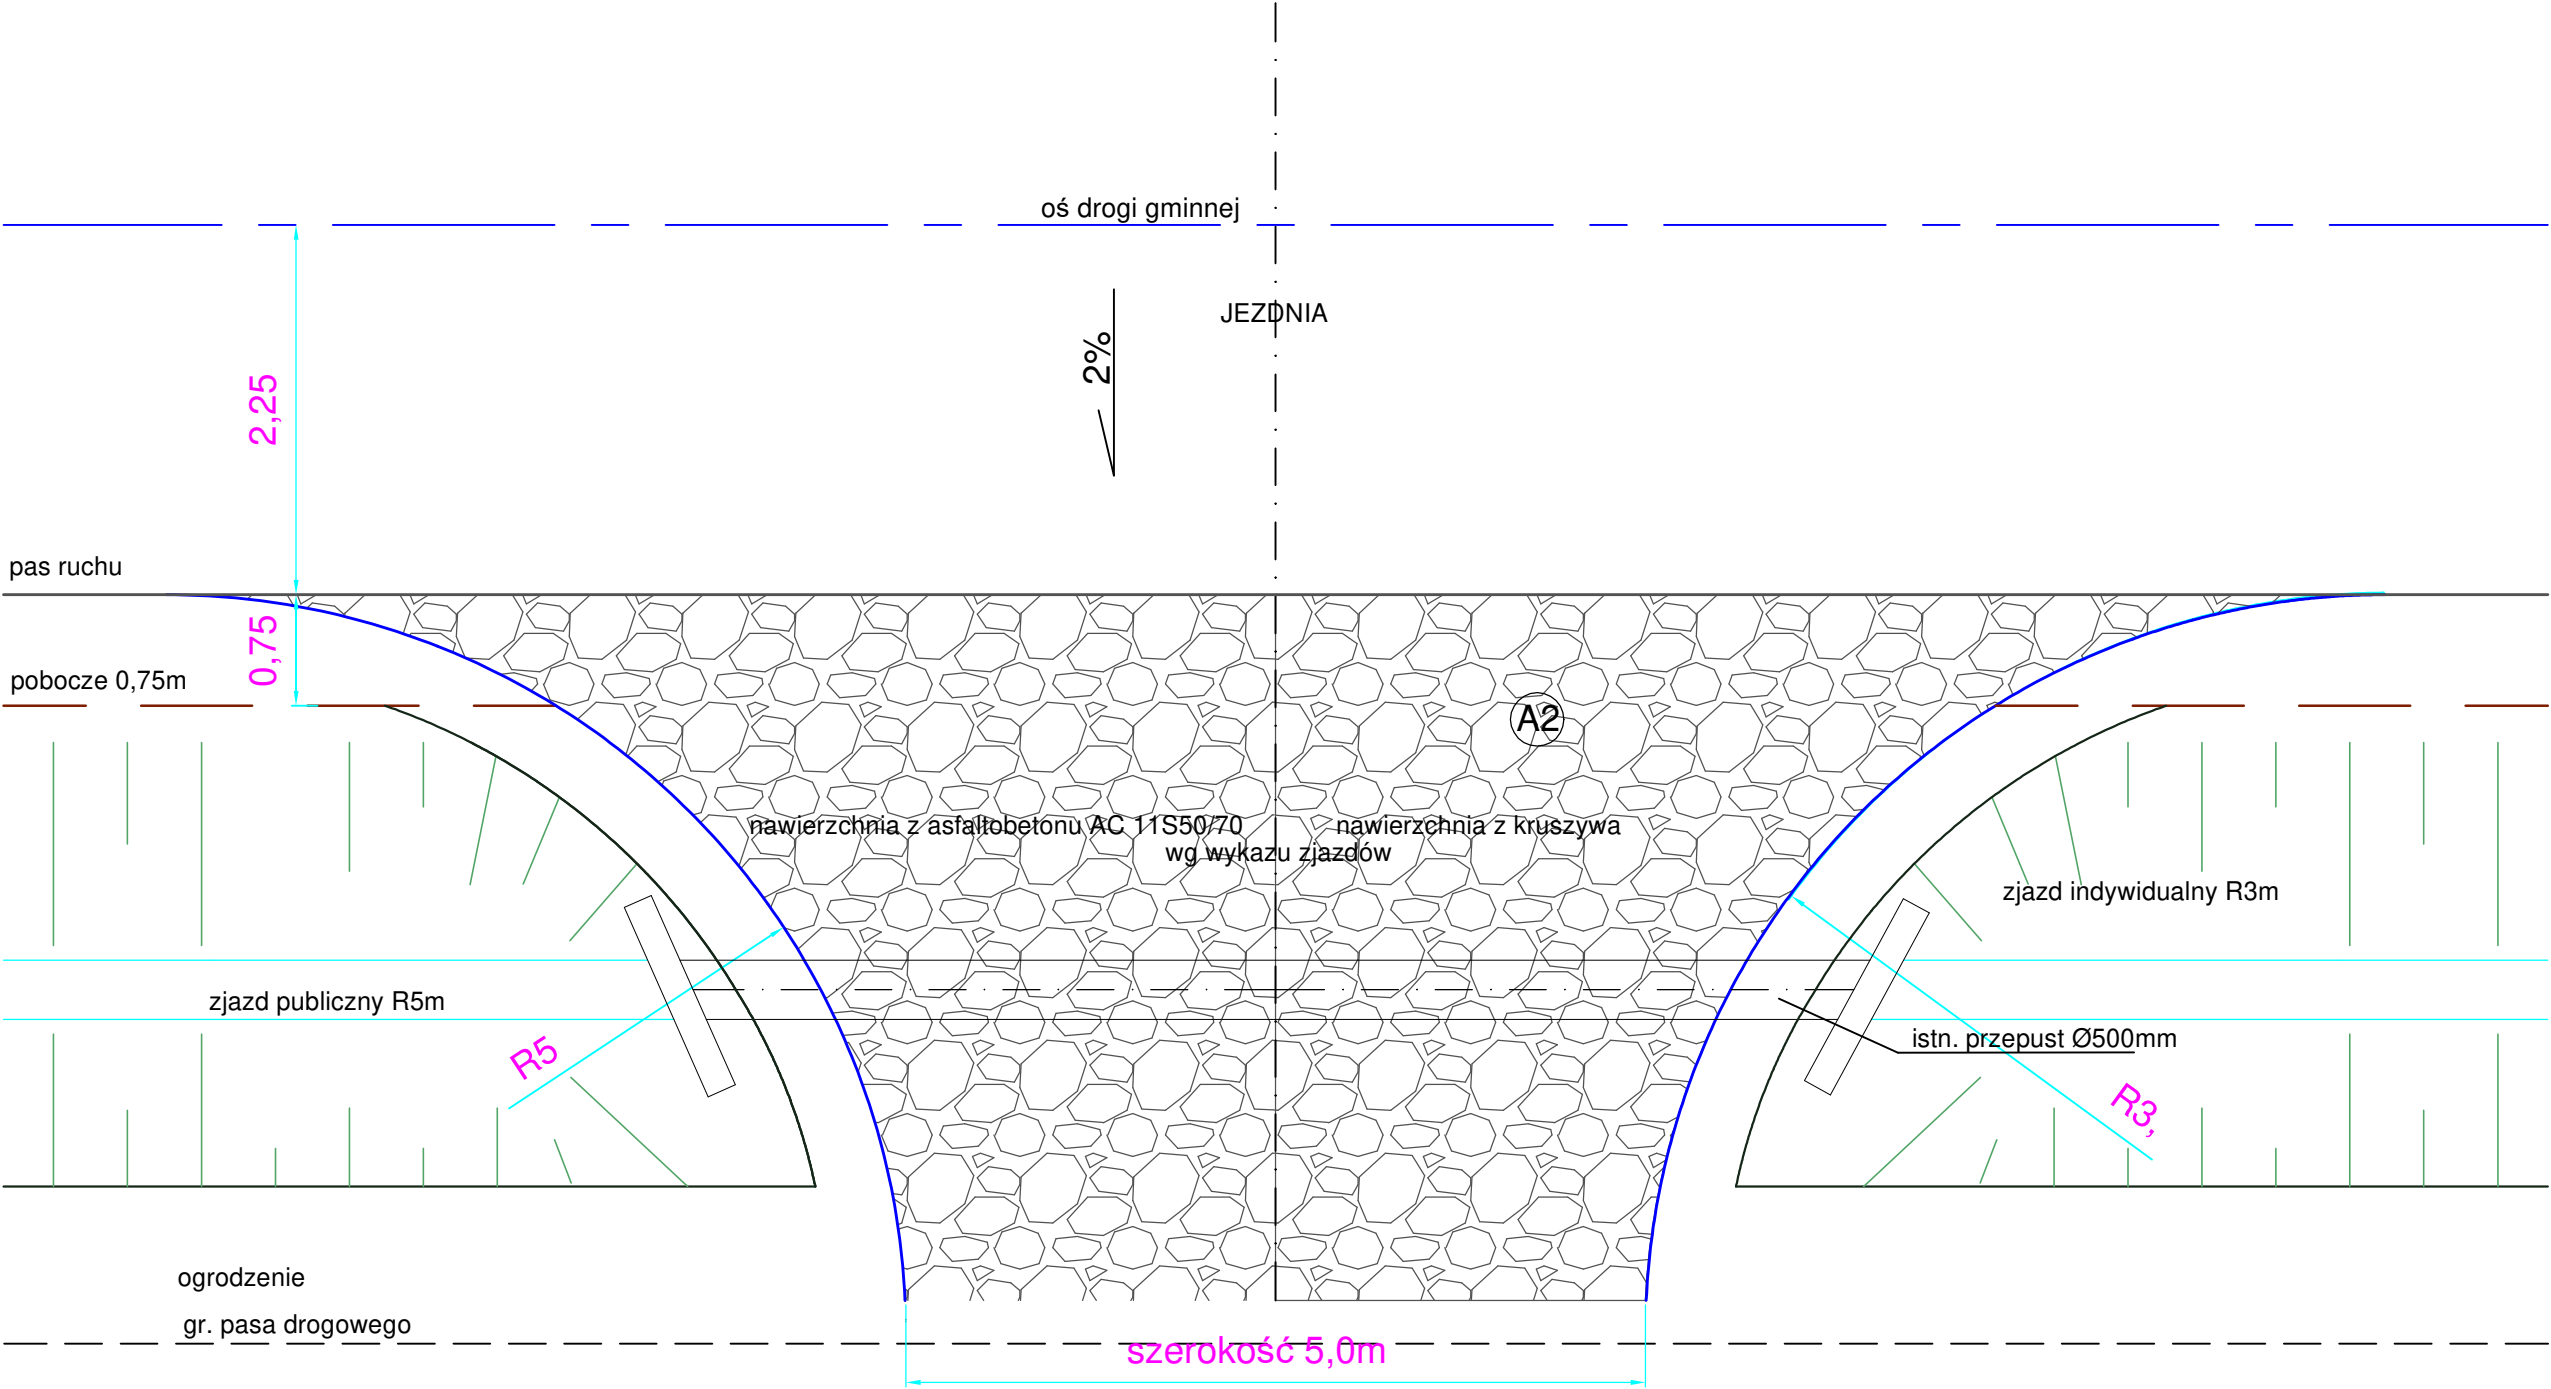 oś drogi gminnej
JEZDNIA
2%
2,25
pas ruchu
0,75
pobocze 0,75m
A2
nawierzchnia z asfaltobetonu AC 11S50/70
nawierzchnia z kruszywa
wg wykazu zjazdów
zjazd indywidualny R3m
zjazd publiczny R5m
istn. przepust Ø500mm
R5
R3,
ogrodzenie
gr. pasa drogowego
szerokość 5,0m